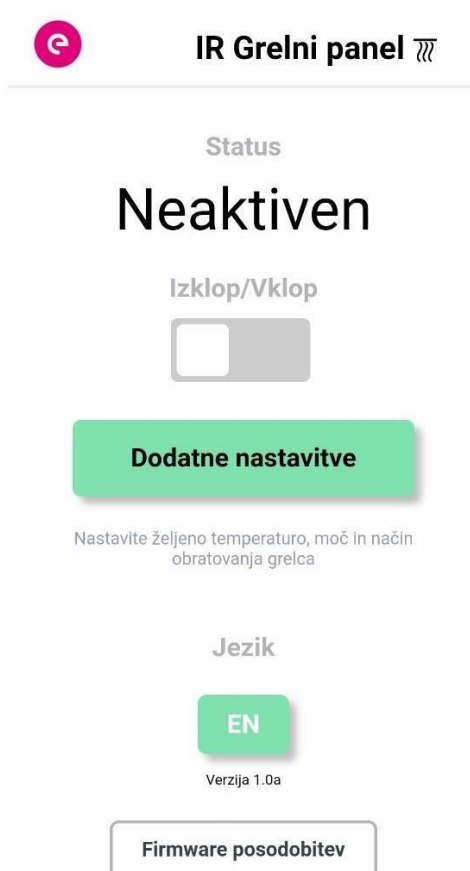 e
IR Grelni panel
Status
Neaktiven
Izklop/Vklop
Dodatne nastavitve
Nastavite željeno temperaturo, moč in način
obratovanja grelca
Jezik
EN
Verzija 1.0a
Firmware posodobitev